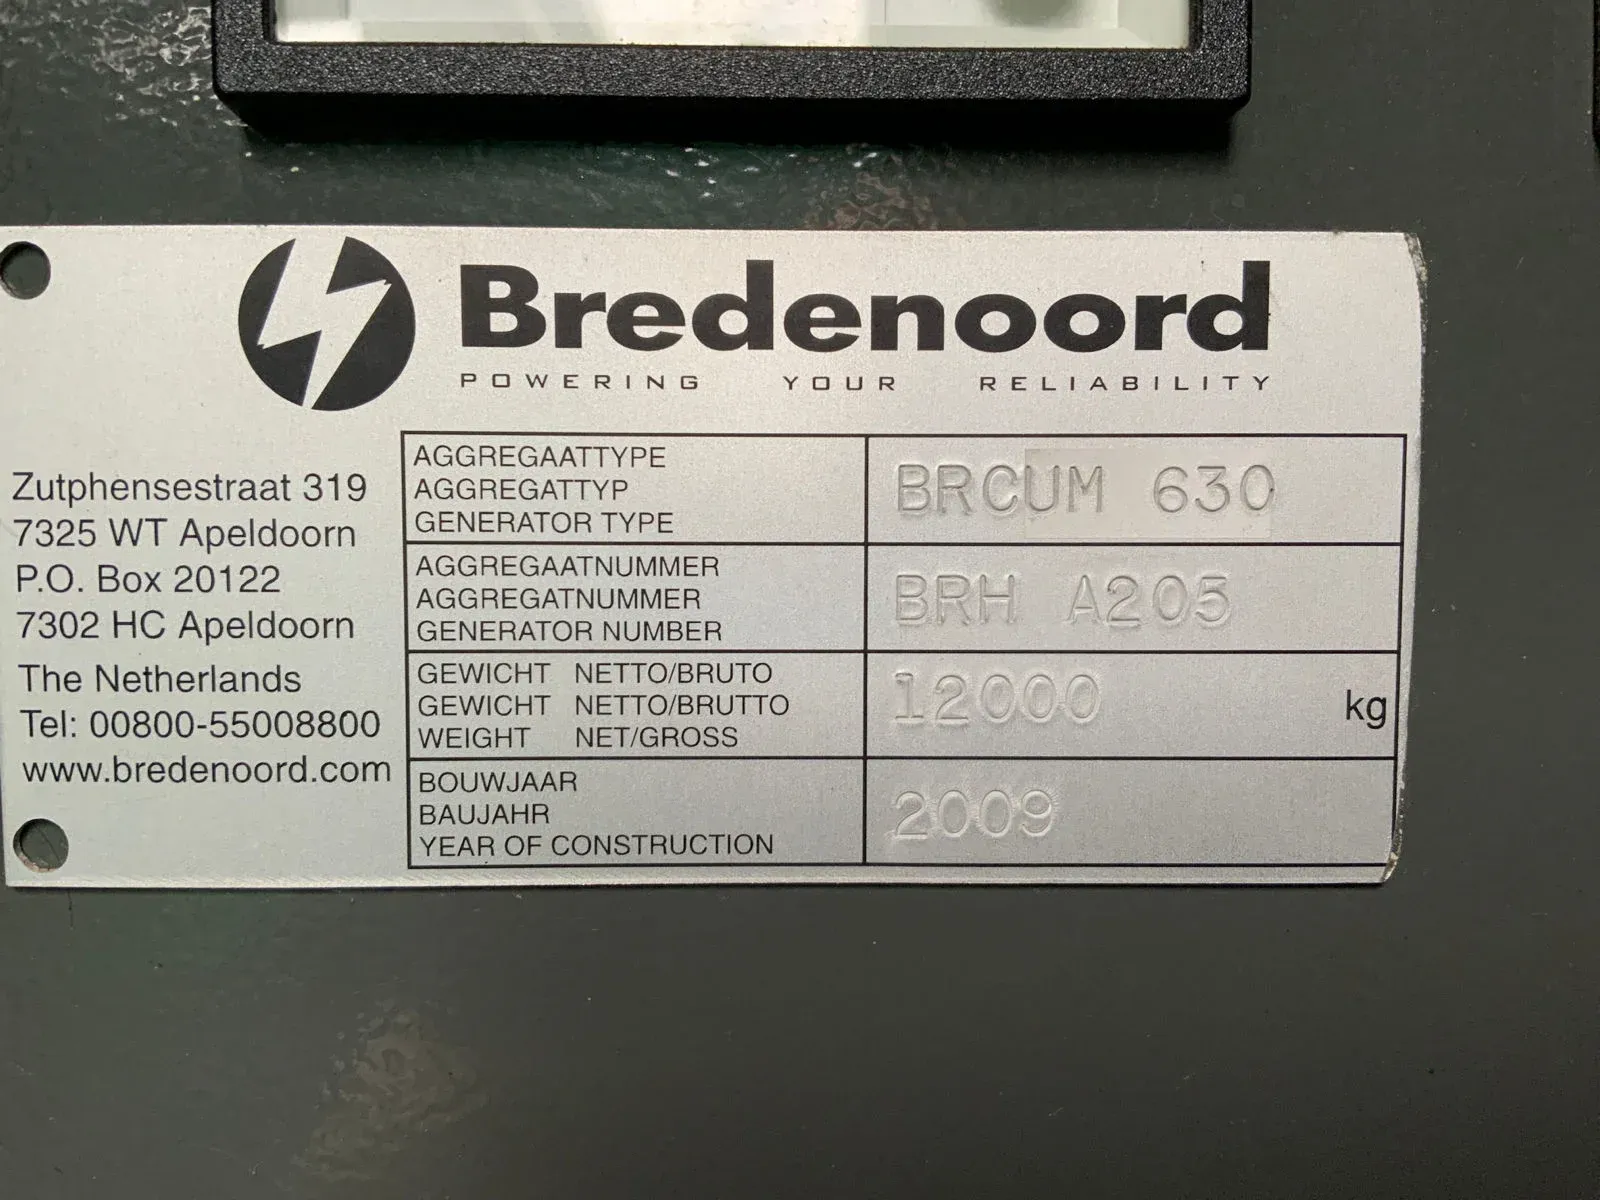 Bredenoord
POWERING YOUR RELIABILITY
Zutphensestraat 319
7325 WT Apeldoorn
P.O. Box 20122
7302 HC Apeldoorn
The Netherlands
Tel: 00800-55008800
www.bredenoord.com
AGGREGAATTYPE
AGGREGATTYP
GENERATOR TYPE
BRCUM 630
AGGREGAATNUMMER
AGGREGATNUMMER
GENERATOR NUMBER
BRH A205
GEWICHT NETTO/BRUTO
GEWICHT NETTO/BRUTTO
WEIGHT NET/GROSS
12000 kg
BOUWJAAR
BAUJAHR
YEAR OF CONSTRUCTION
2009